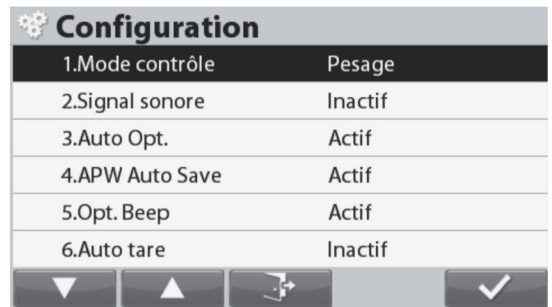 Configuration
1.Mode contrôle Pesage
2.Signal sonore Inactif
3.Auto Opt. Actif
4.APW Auto Save Actif
5.Opt. Beep Actif
6.Auto tare Inactif